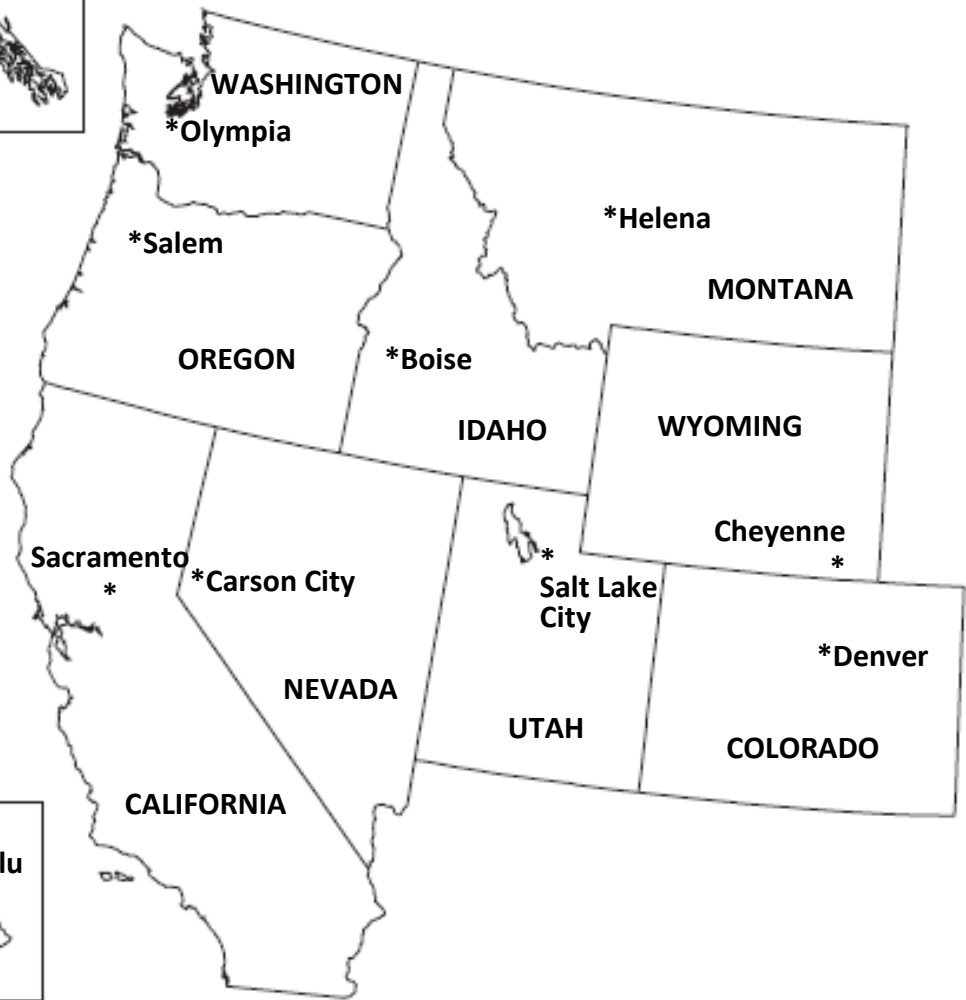 WASHINGTON
*Olympia
*Helena
*Salem
MONTANA
OREGON
*Boise
IDAHO
WYOMING
Cheyenne
*
Sacramento
*
*Carson City
*
Salt Lake
City
*Denver
NEVADA
UTAH
COLORADO
CALIFORNIA
lu